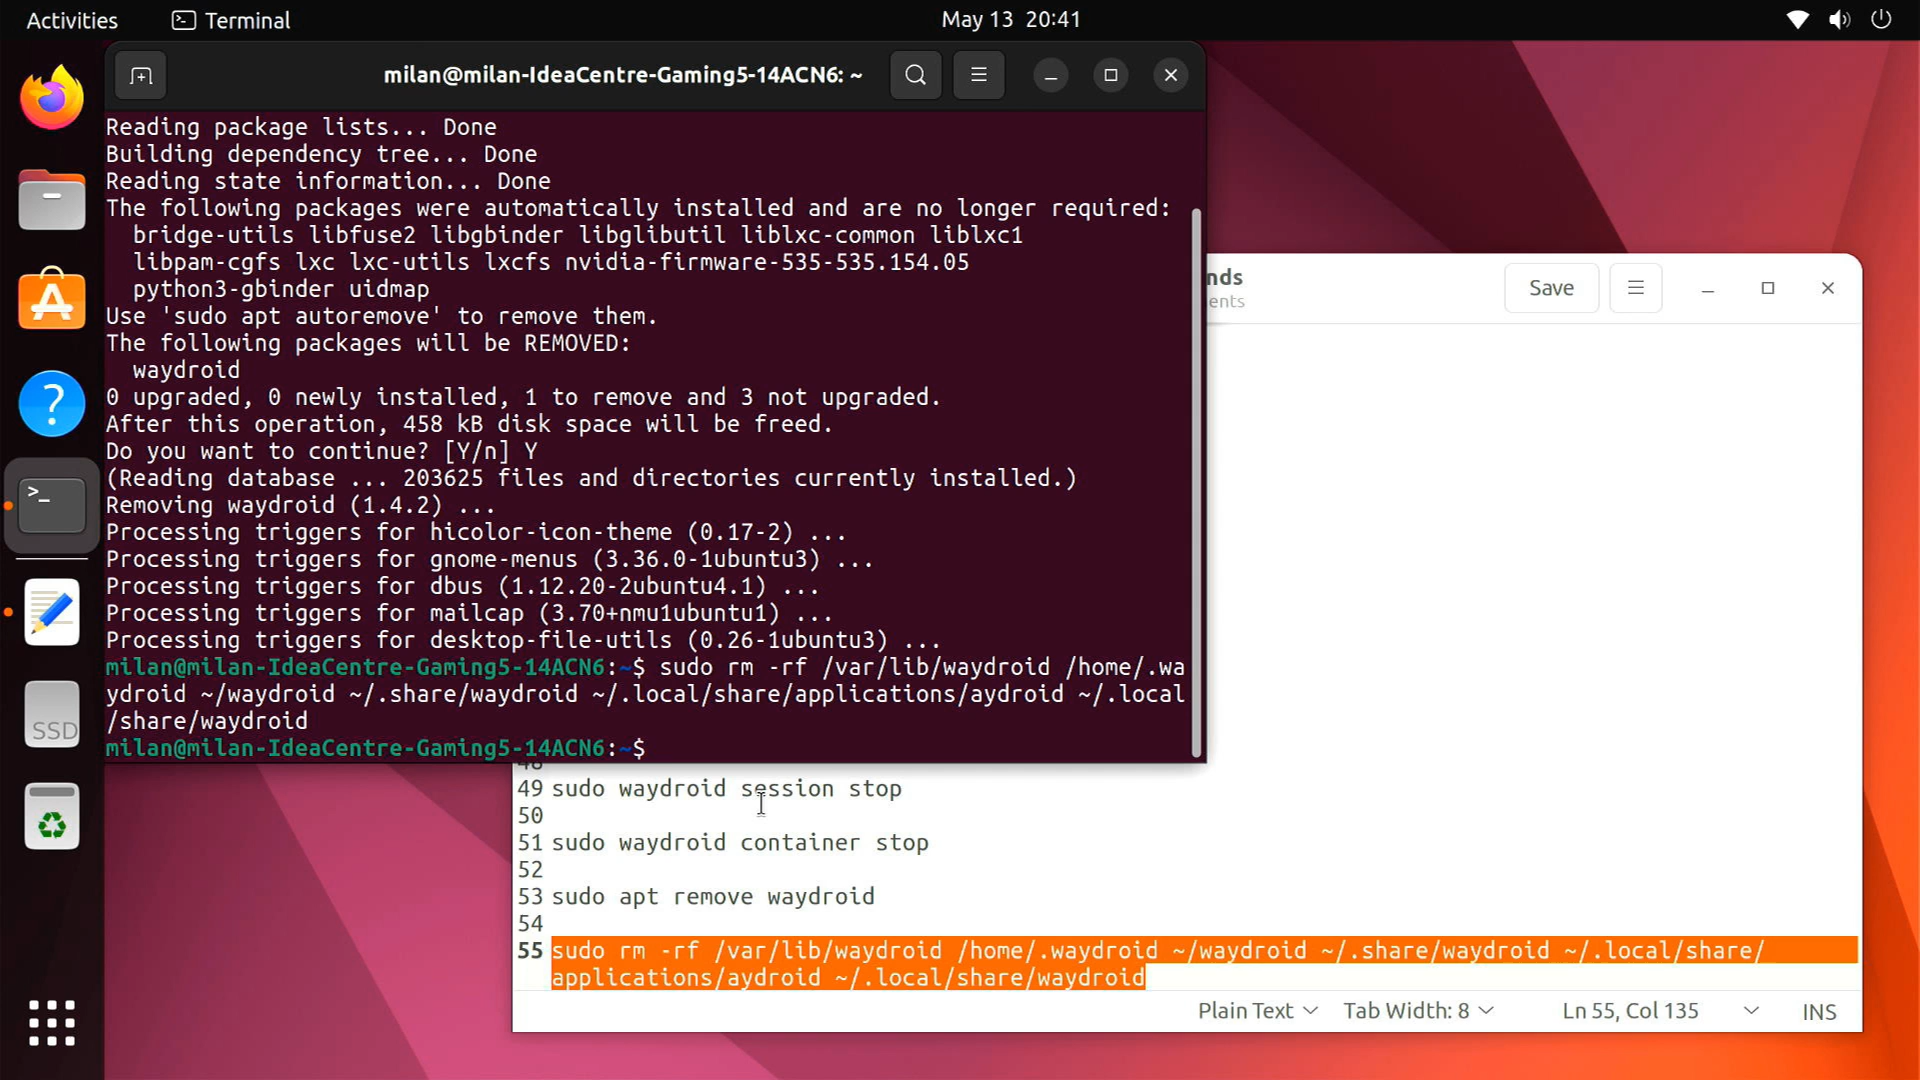 Activities
Terminal
May 13 20:41
milan@milan-IdeaCentre-Gaming5-14ACN6: ~
Reading package lists... Done
Building dependency tree... Done
Reading state information... Done
The following packages were automatically installed and are no longer required:
bridge-utils libfuse2 libgbinder libglibutil liblxc-common liblxc1
libpam-cgfs lxc lxc-utils lxcfs nvidia-firmware-535-535.154.05
python3-gbinder uidmap
Use 'sudo apt autoremove' to remove them.
The following packages will be REMOVED:
waydroid
0 upgraded, 0 newly installed, 1 to remove and 3 not upgraded.
After this operation, 458 kB disk space will be freed.
Do you want to continue? [Y/n] Y
(Reading database ... 203625 files and directories currently installed.)
Removing waydroid (1.4.2) ...
Processing triggers for hicolor-icon-theme (0.17-2) ...
Processing triggers for gnome-menus (3.36.0-1ubuntu3) ...
Processing triggers for dbus (1.12.20-2ubuntu4.1) ...
Processing triggers for mailcap (3.70+nmu1ubuntu1) ...
Processing triggers for desktop-file-utils (0.26-1ubuntu3) ...
milan@milan-IdeaCentre-Gaming5-14ACN6:~$ sudo rm -rf /var/lib/waydroid /home/.wa
ydroid ~/waydroid ~/.share/waydroid ~/.local/share/applications/aydroid ~/.local
/share/waydroid
milan@milan-IdeaCentre-Gaming5-14ACN6:~$
nds
ents
Save
48
49 sudo waydroid session stop
50
51 sudo waydroid container stop
52
53 sudo apt remove waydroid
54
55 sudo rm -rf /var/lib/waydroid /home/.waydroid ~/waydroid ~/.share/waydroid ~/.local/share/
applications/aydroid ~/.local/share/waydroid
Plain Text
Tab Width: 8
Ln 55, Col 135
INS
SSD